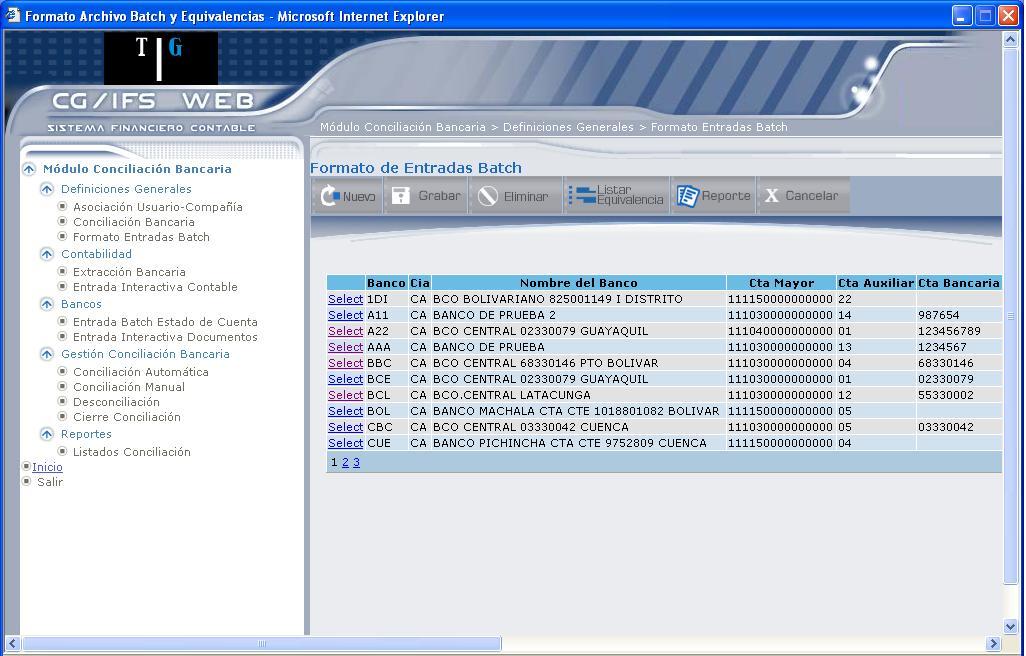 Formato Archivo Batch y Equivalencias - Microsoft Internet Explorer
T G
CG/IFS WEB
SISTEMA FINANCIERO CONTABLE
Módulo Conciliación Bancaria > Definiciones Generales > Formato Entradas Batch
Módulo Conciliación Bancaria
Definiciones Generales
Asociación Usuario-Compañía
Conciliación Bancaria
Formato Entradas Batch
Contabilidad
Extracción Bancaria
Entrada Interactiva Contable
Bancos
Entrada Batch Estado de Cuenta
Entrada Interactiva Documentos
Gestión Conciliación Bancaria
Conciliación Automática
Conciliación Manual
Desconciliación
Cierre Conciliación
Reportes
Listados Conciliación
Inicio
Salir
Formato de Entradas Batch
Nuevo Grabar Eliminar Listar Equivalencia Reporte Cancelar
Banco Cia Nombre del Banco Cta Mayor Cta Auxiliar Cta Bancaria
Select 1DI CA BCO BOLIVARIANO 825001149 I DISTRITO 111150000000000 22
Select A11 CA BANCO DE PRUEBA 2 111030000000000 14 987654
Select A22 CA BCO CENTRAL 02330079 GUAYAQUIL 111040000000000 01 123456789
Select AAA CA BANCO DE PRUEBA 111030000000000 13 1234567
Select BBC CA BCO CENTRAL 68330146 PTO BOLIVAR 111030000000000 04 68330146
Select BCE CA BCO CENTRAL 02330079 GUAYAQUIL 111030000000000 01 02330079
Select BCL CA BCO.CENTRAL LATACUNGA 111030000000000 12 55330002
Select BOL CA BANCO MACHALA CTA CTE 1018801082 BOLIVAR 111150000000000 05
Select CBC CA BCO CENTRAL 03330042 CUENCA 111030000000000 05 03330042
Select CUE CA BANCO PICHINCHA CTA CTE 9752809 CUENCA 111150000000000 04
1 2 3